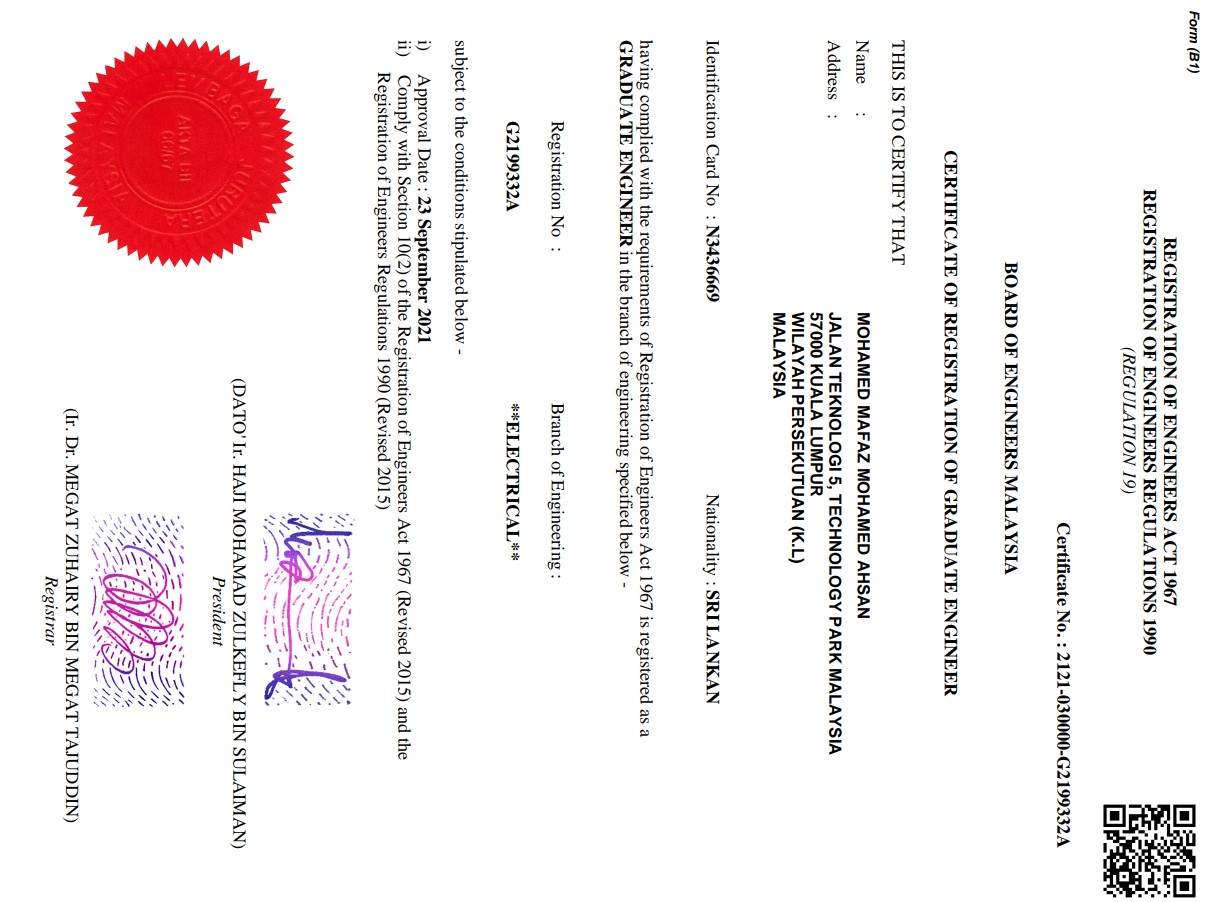 Form (B1)
REGISTRATION OF ENGINEERS ACT 1967
REGISTRATION OF ENGINEERS REGULATIONS 1990
(REGULATION 19)
Certificate No. : 2121-030000-G2199332A
BOARD OF ENGINEERS MALAYSIA
CERTIFICATE OF REGISTRATION OF GRADUATE ENGINEER
THIS IS TO CERTIFY THAT
Name : MOHAMED MAFAZ MOHAMED AHSAN
Address : JALAN TEKNOLOGI 5, TECHNOLOGY PARK MALAYSIA
57000 KUALA LUMPUR
WILAYAH PERSEKUTUAN (K.L)
MALAYSIA
Identification Card No : N3436669 Nationality : SRI LANKAN
having complied with the requirements of Registration of Engineers Act 1967 is registered as a
GRADUATE ENGINEER in the branch of engineering specified below -
Registration No : Branch of Engineering :
G2199332A **ELECTRICAL**
subject to the conditions stipulated below -
i) Approval Date : 23 September 2021
ii) Comply with Section 10(2) of the Registration of Engineers Act 1967 (Revised 2015) and the
Registration of Engineers Regulations 1990 (Revised 2015)
(DATO' Ir. HAJI MOHAMAD ZULKEFLY BIN SULAIMAN)
President
LEMBAGA JURUTERA
AKTA BIL
66/67
MALAYSIA
(Ir. Dr. MEGAT ZUHAIRY BIN MEGAT TAJUDDIN)
Registrar